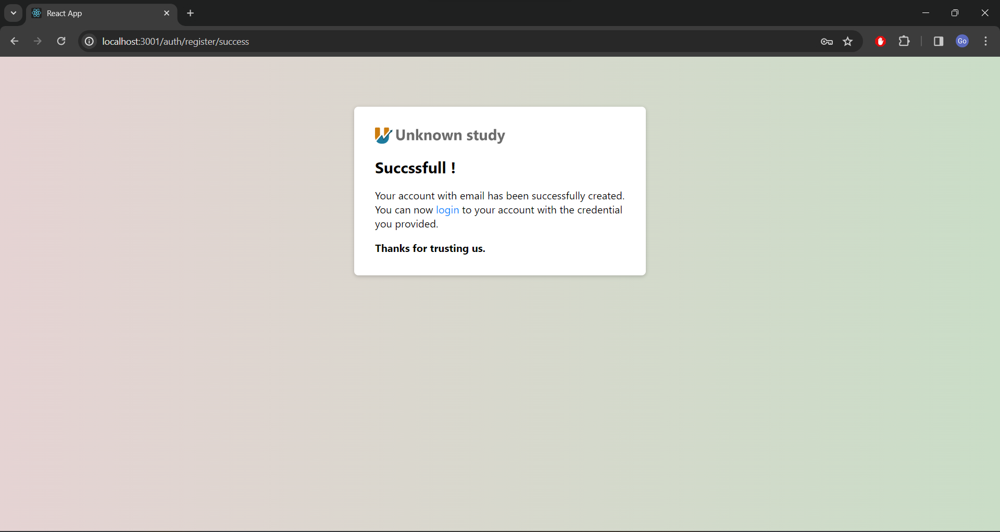 React App
localhost:3001/auth/register/success
Go
Unknown study
Succssfull !
Your account with email has been successfully created.
You can now login to your account with the credential
you provided.
Thanks for trusting us.